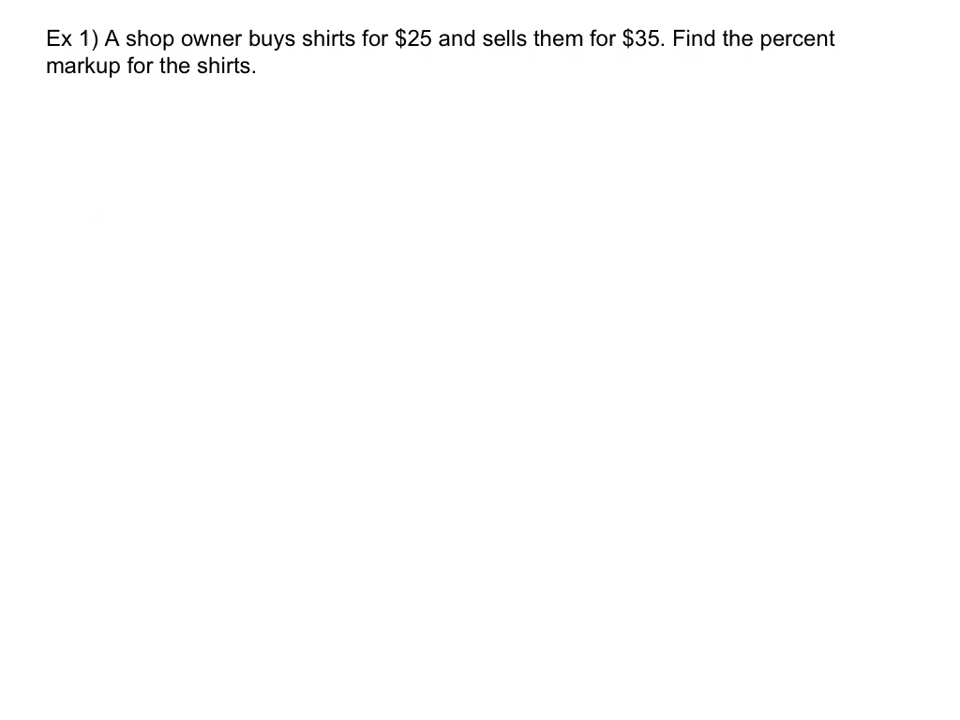 Ex 1) A shop owner buys shirts for $25 and sells them for $35. Find the percent
markup for the shirts.